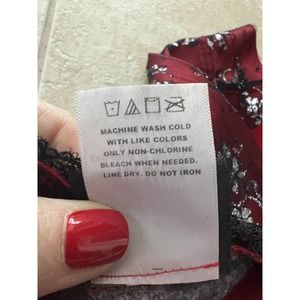 MACHINE WASH COLD
WITH LIKE COLORS
ONLY NON-CHLORINE
BLEACH WHEN NEEDED.
LINE DRY. DO NOT IRON